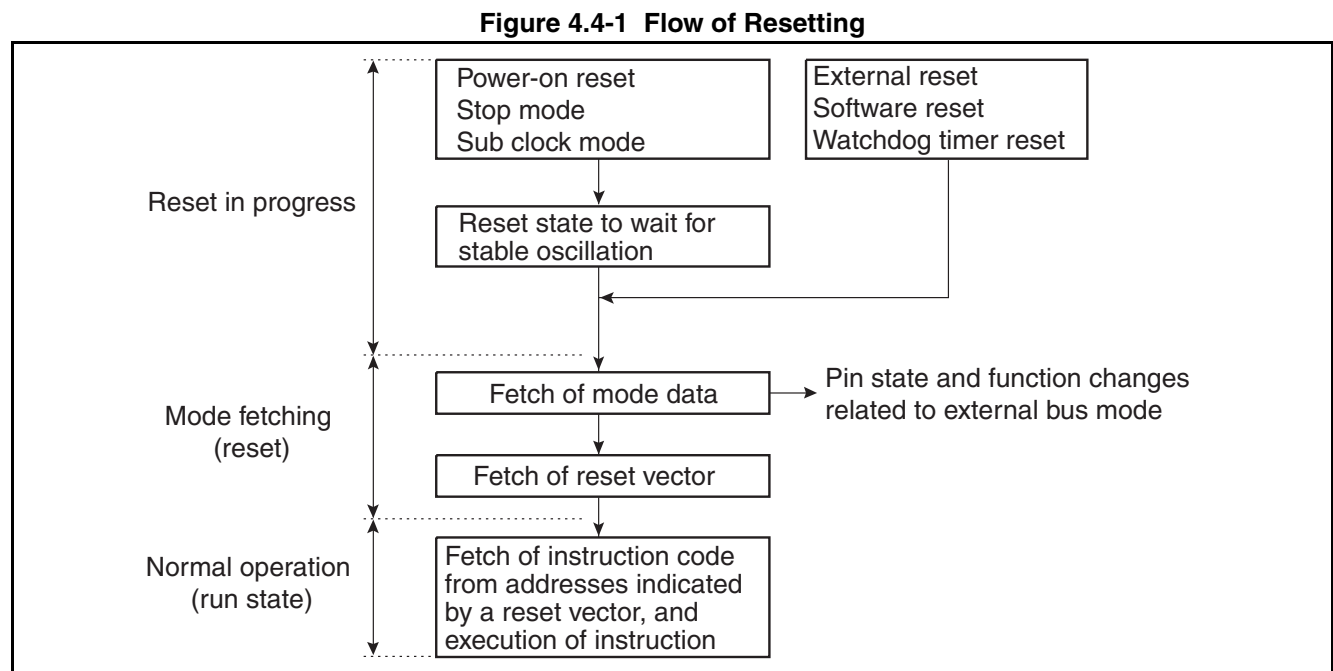 Figure 4.4-1 Flow of Resetting
Power-on reset
Stop mode
Sub clock mode
External reset
Software reset
Watchdog timer reset
Reset in progress
Reset state to wait for
stable oscillation
Fetch of mode data
Pin state and function changes
related to external bus mode
Mode fetching
(reset)
Fetch of reset vector
Normal operation
(run state)
Fetch of instruction code
from addresses indicated
by a reset vector, and
execution of instruction